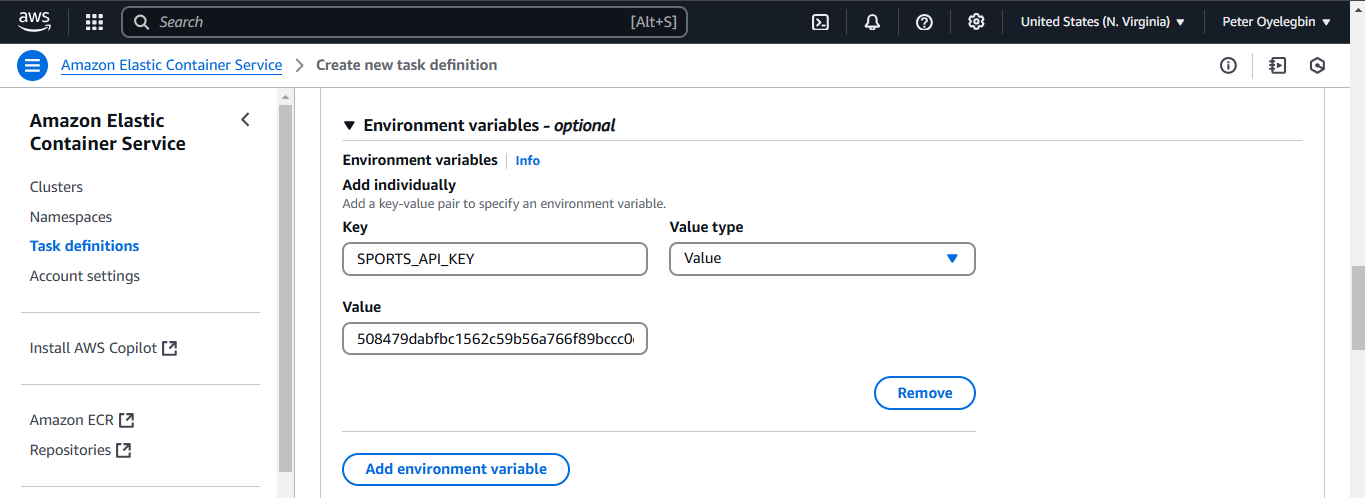 aws
Search
[Alt+S]
United States (N. Virginia)
Peter Oyelegbin
Amazon Elastic Container Service
Create new task definition
Amazon Elastic
Container Service
Clusters
Namespaces
Task definitions
Account settings
Install AWS Copilot
Amazon ECR
Repositories
Environment variables - optional
Environment variables
Info
Add individually
Add a key-value pair to specify an environment variable.
Key
Value type
SPORTS_API_KEY
Value
Value
508479dabfbc1562c59b56a766f89bccc0
Remove
Add environment variable